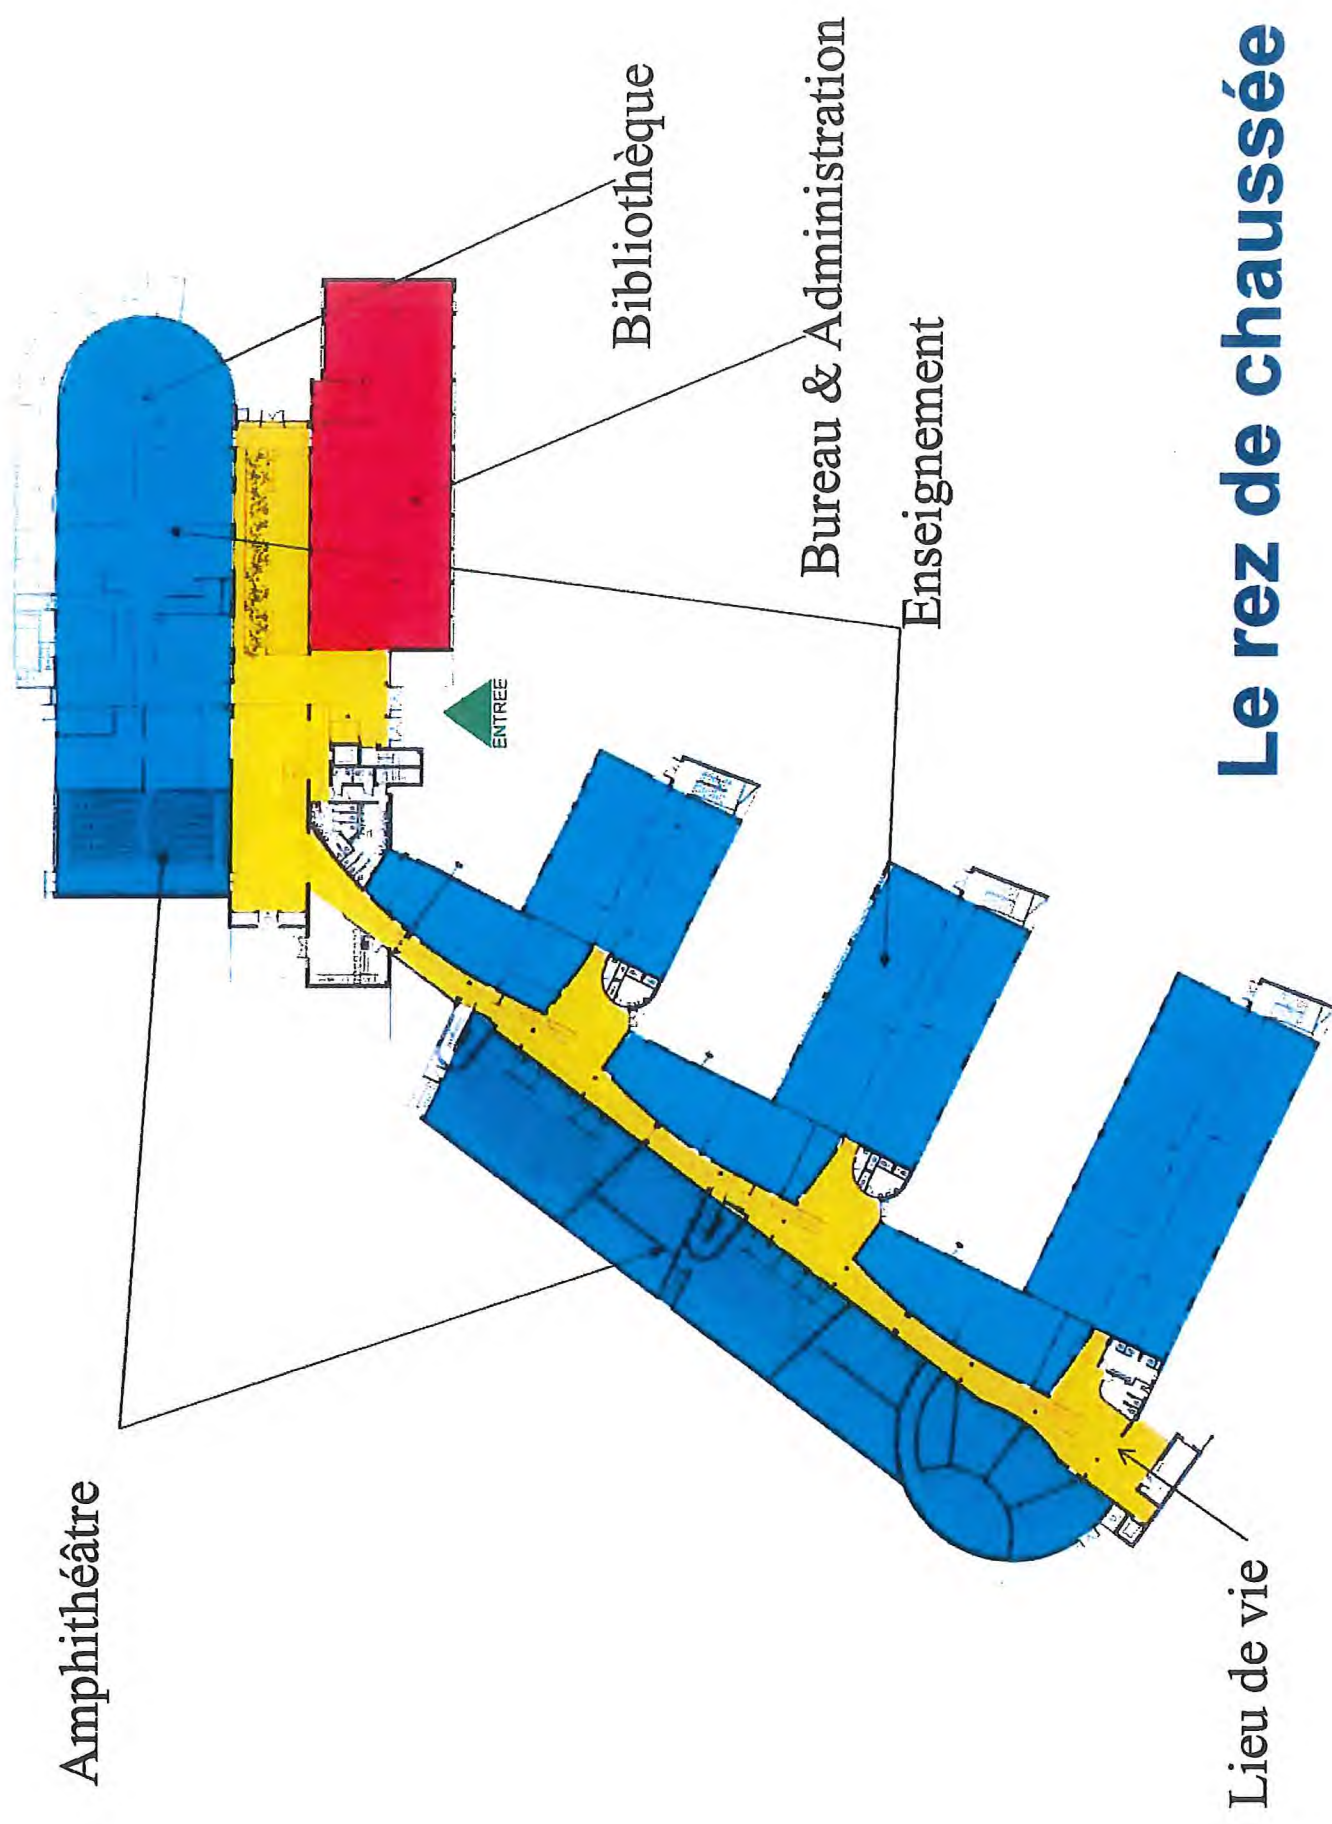 Le rez de chaussée
Amphithéâtre
Bibliothèque
Bureau & Administration
Enseignement
ENTREE
Lieu de vie